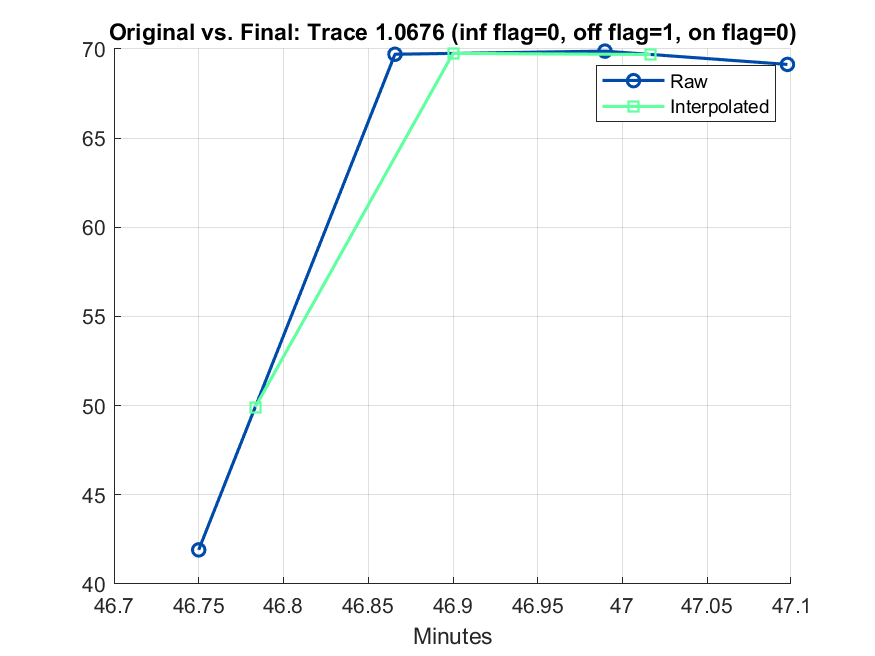 Original vs. Final: Trace 1.0676 (inf flag=0, off flag=1, on flag=0)
70
65
60
55
50
45
40
Raw
Interpolated
46.7 46.75 46.8 46.85 46.9 46.95 47 47.05 47.1
Minutes